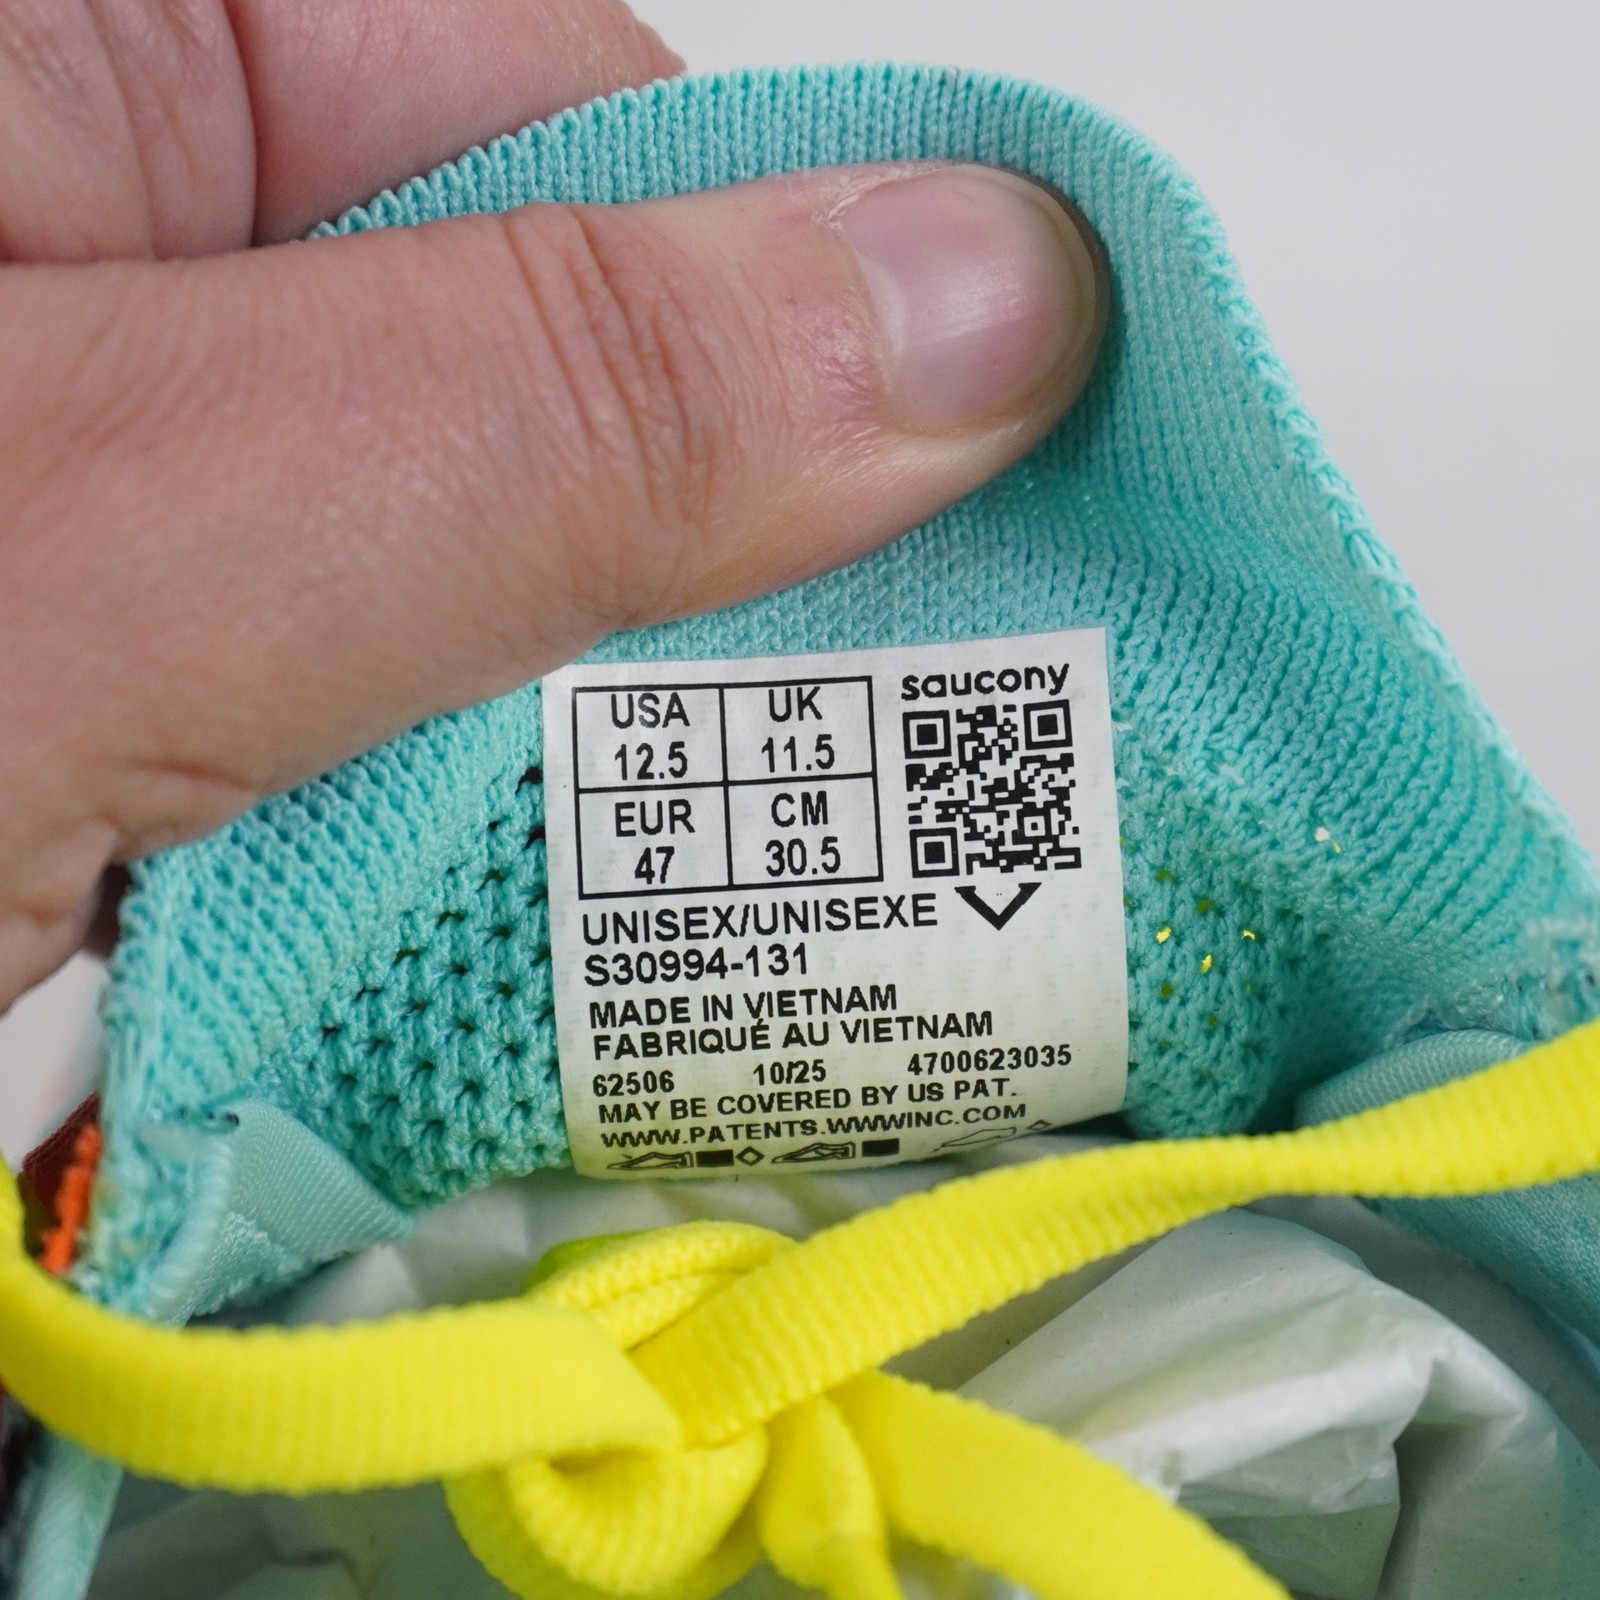 saucony
USA UK
12.5 11.5
EUR CM
47 30.5
UNISEX/UNISEXE
S30994-131
MADE IN VIETNAM
FABRIQUÉ AU VIETNAM
62506 10/25 4700623035
MAY BE COVERED BY US PAT.
WWW.PATENTS.WWWINC.COM